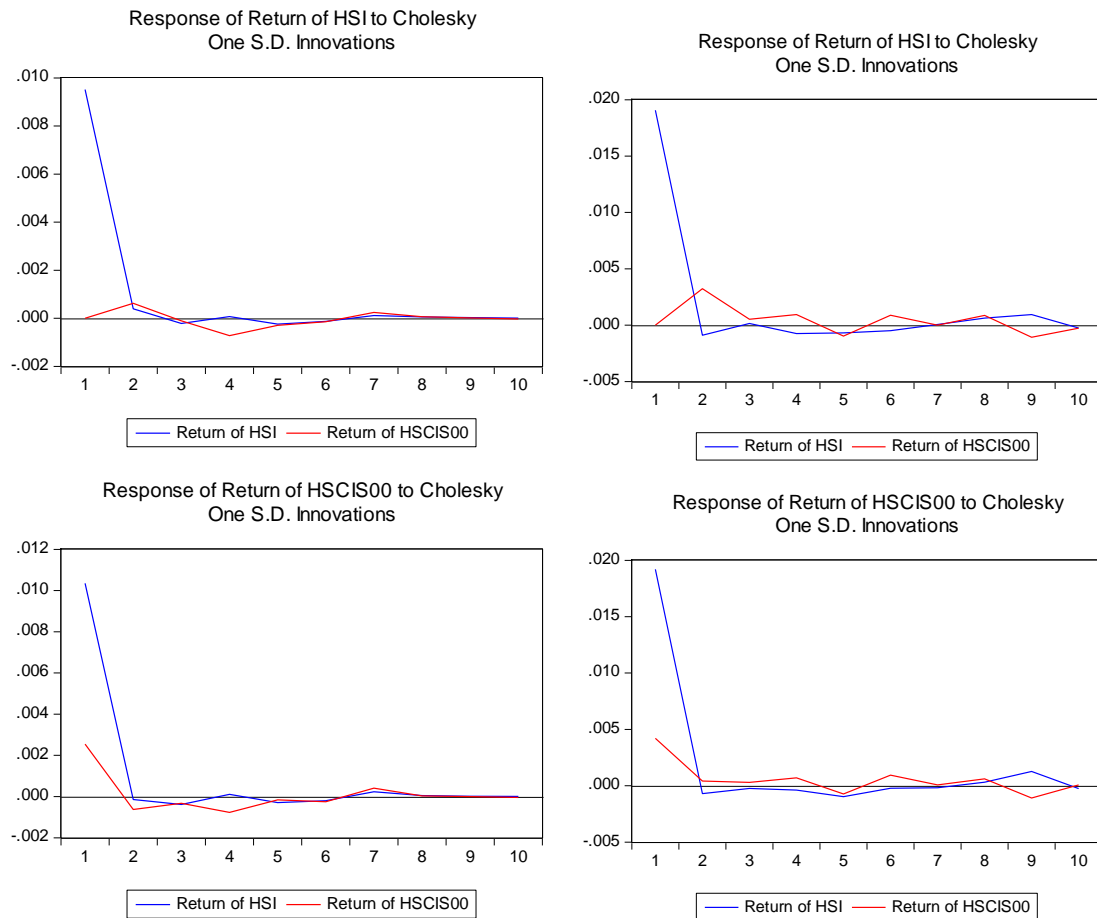 Response of Return of HSI to Cholesky
One S.D. Innovations
.010
.008
.006
.004
.002
.000
-.002
1 2 3 4 5 6 7 8 9 10
Return of HSI Return of HSCIS00
Response of Return of HSI to Cholesky
One S.D. Innovations
.020
.015
.010
.005
.000
-.005
1 2 3 4 5 6 7 8 9 10
Return of HSI Return of HSCIS00
Response of Return of HSCIS00 to Cholesky
One S.D. Innovations
.012
.010
.008
.006
.004
.002
.000
-.002
1 2 3 4 5 6 7 8 9 10
Return of HSI Return of HSCIS00
Response of Return of HSCIS00 to Cholesky
One S.D. Innovations
.020
.015
.010
.005
.000
-.005
1 2 3 4 5 6 7 8 9 10
Return of HSI Return of HSCIS00